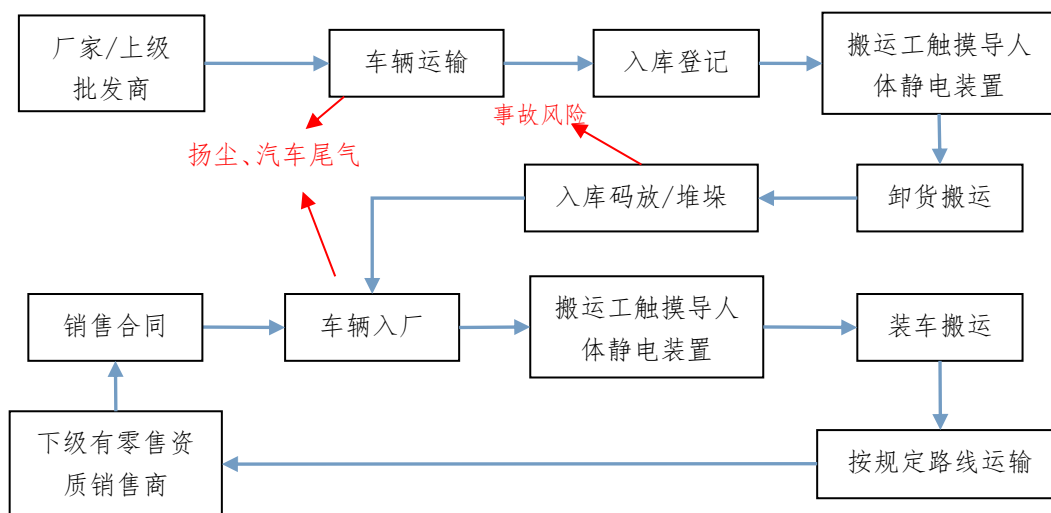 厂家/上级
批发商
车辆运输
入库登记
搬运工触摸导人
体静电装置
事故风险
扬尘、汽车尾气
入库码放/堆垛
卸货搬运
销售合同
车辆入厂
搬运工触摸导人
体静电装置
装车搬运
下级有零售资
质销售商
按规定路线运输